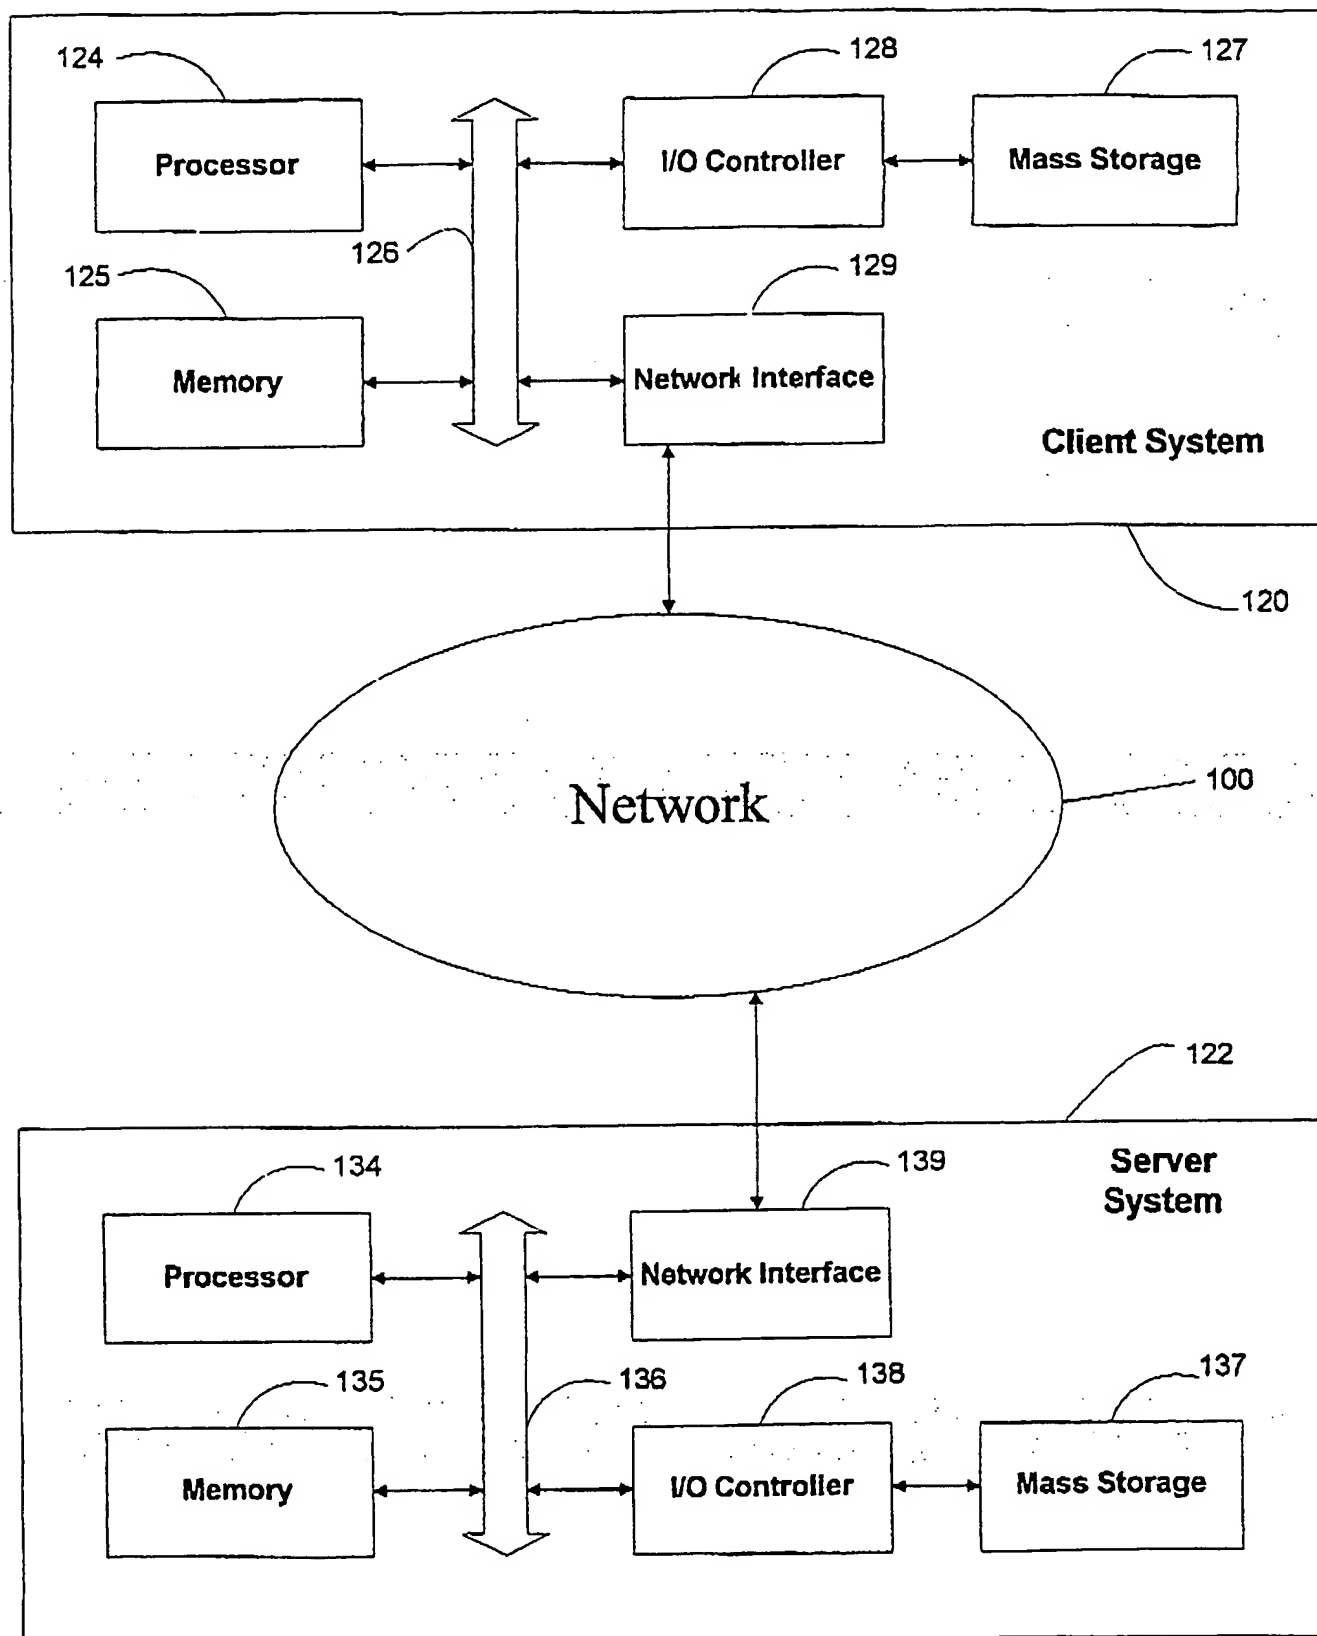 124
128
127
Processor
I/O Controller
Mass Storage
126
125
129
Memory
Network Interface
Client System
120
Network
100
122
Server
System
134
139
Processor
Network Interface
135
136
138
137
Memory
I/O Controller
Mass Storage